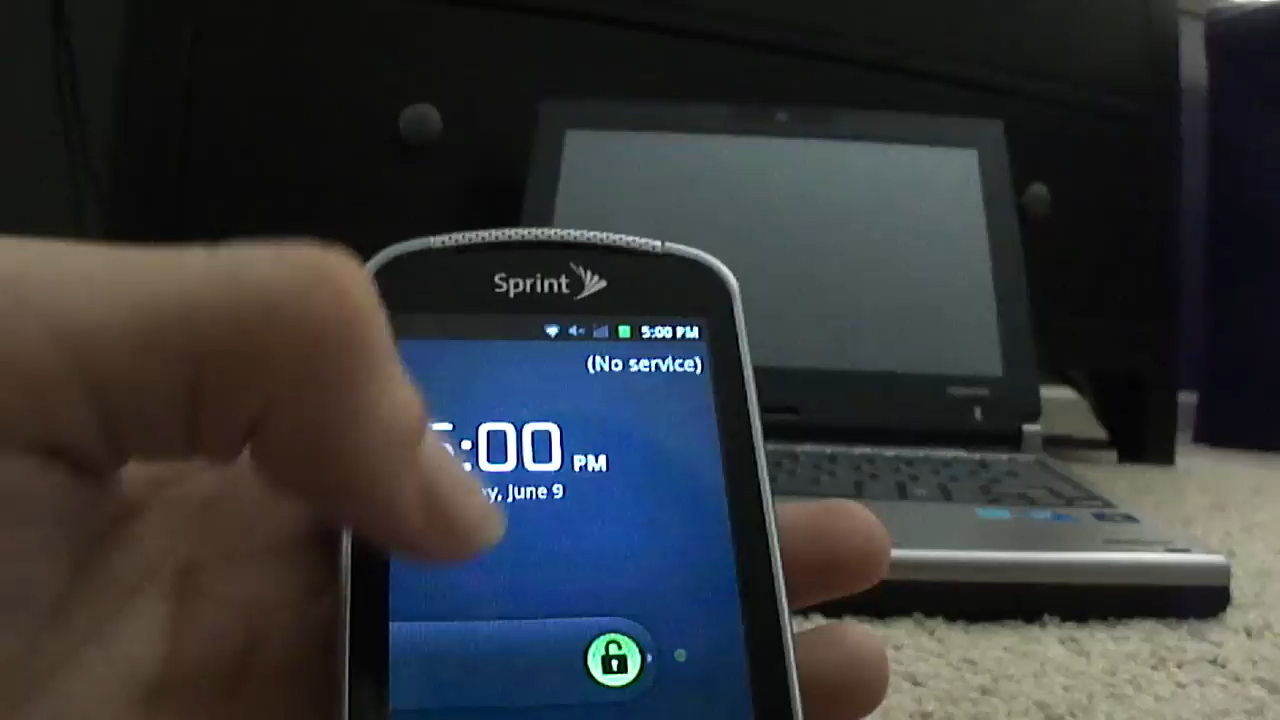 Sprint
5:00 PM
(No service)
:00 PM
y, June 9